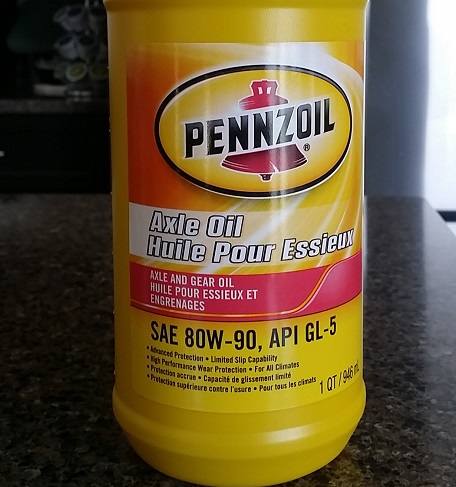 PENNZOIL
®
Axle Oil
Huile Pour Essieux
AXLE AND GEAR OIL
HUILE POUR ESSIEUX ET
ENGRENAGES
SAE 80W-90, API GL-5
• Advanced Protection • Limited Slip Capability
• High Performance Wear Protection • For All Climates
• Protection accrue • Capacité de glissement limité
• Protection supérieure contre l'usure • Pour tous les climats
1 QT / 946 mL